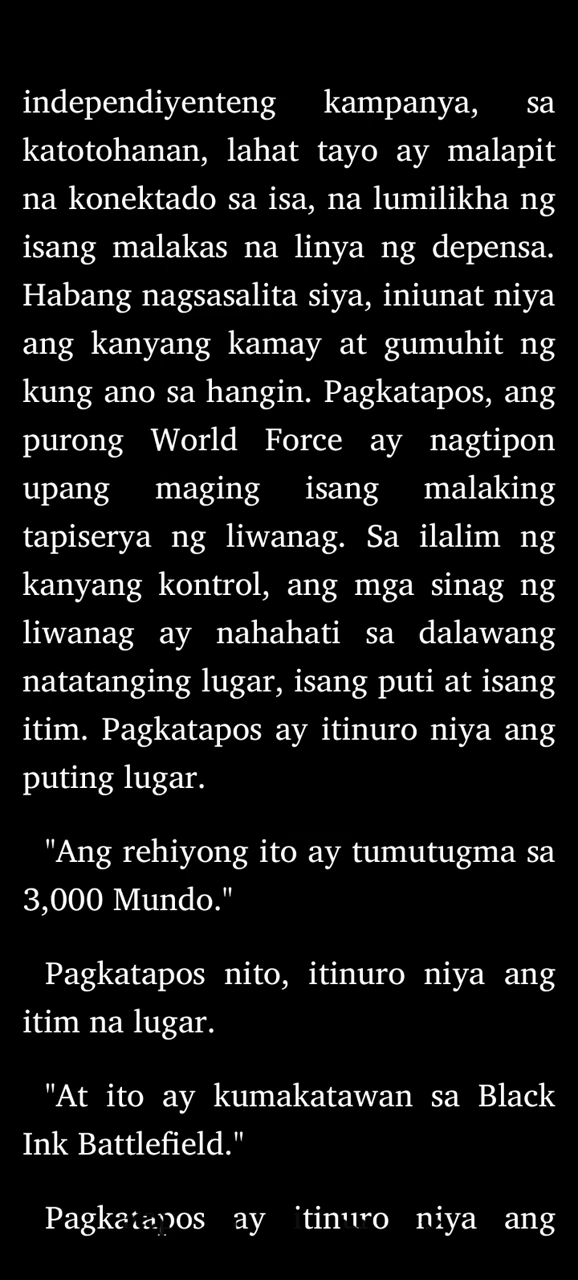 independiyenteng kampanya, sa
katotohanan, lahat tayo ay malapit
na konektado sa isa, na lumilikha ng
isang malakas na linya ng depensa.
Habang nagsasalita siya, iniunat niya
ang kanyang kamay at gumuhit ng
kung ano sa hangin. Pagkatapos, ang
purong World Force ay nagtipon
upang maging isang malaking
tapiserya ng liwanag. Sa ilalim ng
kanyang kontrol, ang mga sinag ng
liwanag ay nahahati sa dalawang
natatanging lugar, isang puti at isang
itim. Pagkatapos ay itinuro niya ang
puting lugar.
"Ang rehiyong ito ay tumutugma sa
3,000 Mundo."
Pagkatapos nito, itinuro niya ang
itim na lugar.
"At ito ay kumakatawan sa Black
Ink Battlefield."
Pagkatapos ay itinuro niya ang